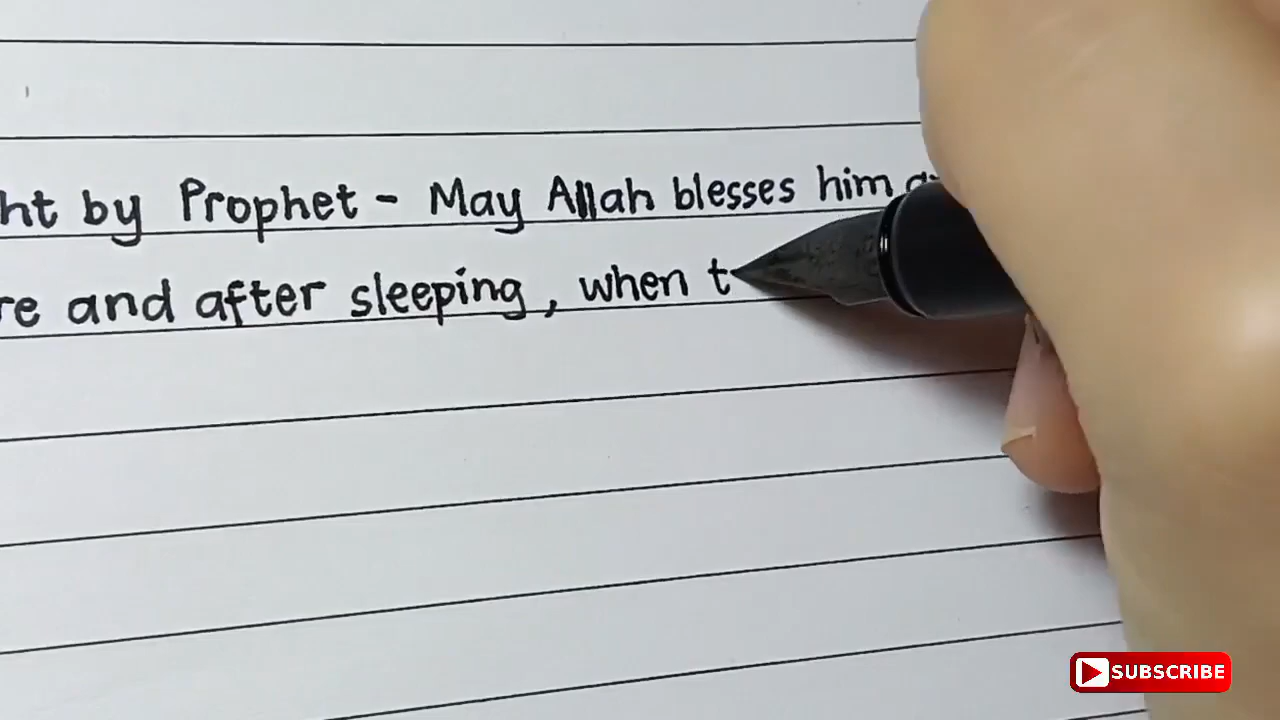 ht by Prophet - May Allah blesses him
re and after sleeping, when t
SUBSCRIBE